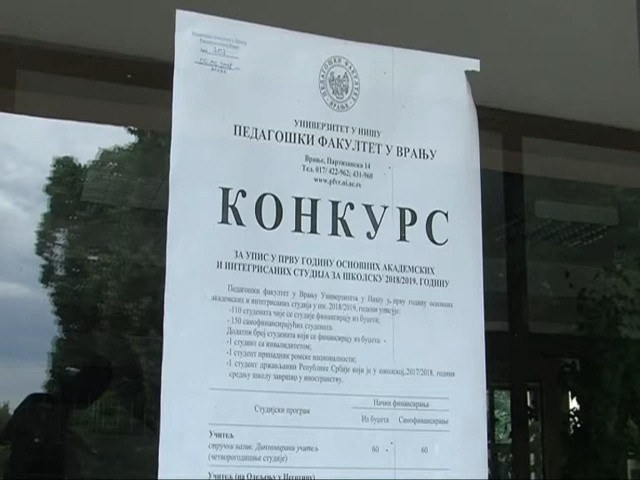 УНИВЕРЗИТЕТ У НИШУ
ПЕДАГОШКИ ФАКУЛТЕТ У ВРАЊУ
Врање, Партизанска 14
Тел. 017/ 422-962; 431-960
www.pfvr.ni.ac.rs
КОНКУРС
ЗА УПИС У ПРВУ ГОДИНУ ОСНОВНИХ АКАДЕМСКИХ
И ИНТЕГРИСАНИХ СТУДИЈА ЗА ШКОЛСКУ 2018/2019. ГОДИНУ
Педагошки факултет у Врању Универзитета у Нишу у прву годину основних
академских и интегрисаних студија у шк. 2018/2019. години уписује:
-110 студената чије се студије финансирају из буџета;
- 150 самофинансирајућих студената.
Додатни број студената који се финансирају из буџета: -
-1 студент са инвалидитетом;
-1 студент припадник ромске националности;
-1 студент држављанин Републике Србије који је у школској 2017/2018. години
средњу школу завршио у иностранству.
Студијски програм
Начин финансирања
Из буџета
Самофинансирање
Учитељ
стручни назив: Дипломирани учитељ
(четворогодишње студије)
60 -
60
Учитељ (на Одељењу у Неготину)